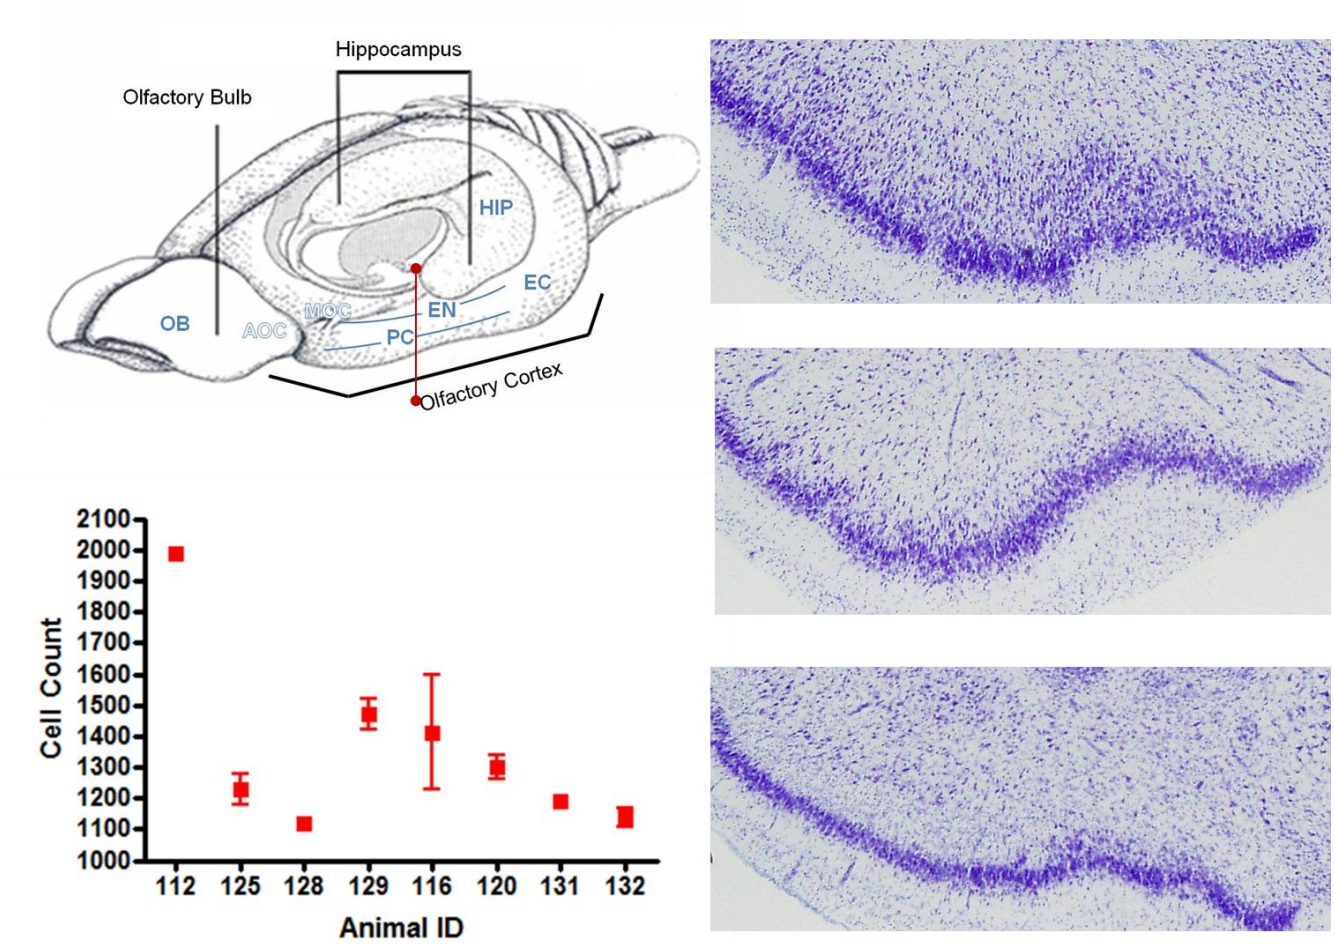 Hippocampus
Olfactory Bulb
HIP
EC
MOC
EN
OB
AOC
PC
Olfactory Cortex
2100
2000
1900
1800
1700
1600
1500
1400
1300
1200
1100
1000
Cell Count
112 125 128 129 116 120 131 132
Animal ID